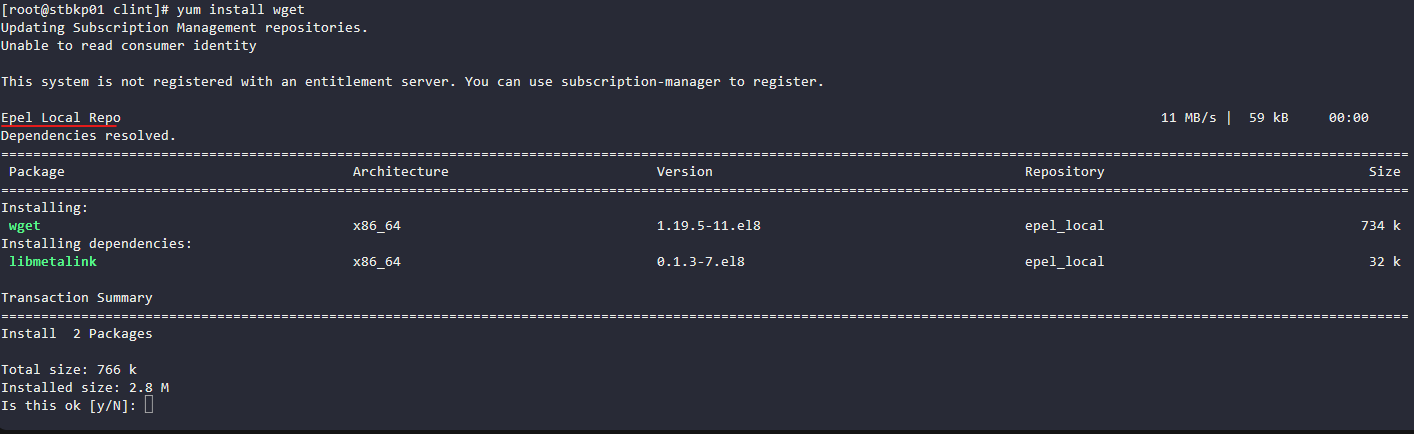 [root@stbkp01 clint]# yum install wget
Updating Subscription Management repositories.
Unable to read consumer identity
This system is not registered with an entitlement server. You can use subscription-manager to register.
Epel Local Repo 11 MB/s | 59 kB 00:00
Dependencies resolved.
================================================================================================================================================================================
Package Architecture Version Repository Size
================================================================================================================================================================================
Installing:
wget x86_64 1.19.5-11.el8 epel_local 734 k
Installing dependencies:
libmetalink x86_64 0.1.3-7.el8 epel_local 32 k
Transaction Summary
================================================================================================================================================================================
Install 2 Packages
Total size: 766 k
Installed size: 2.8 M
Is this ok [y/N]: